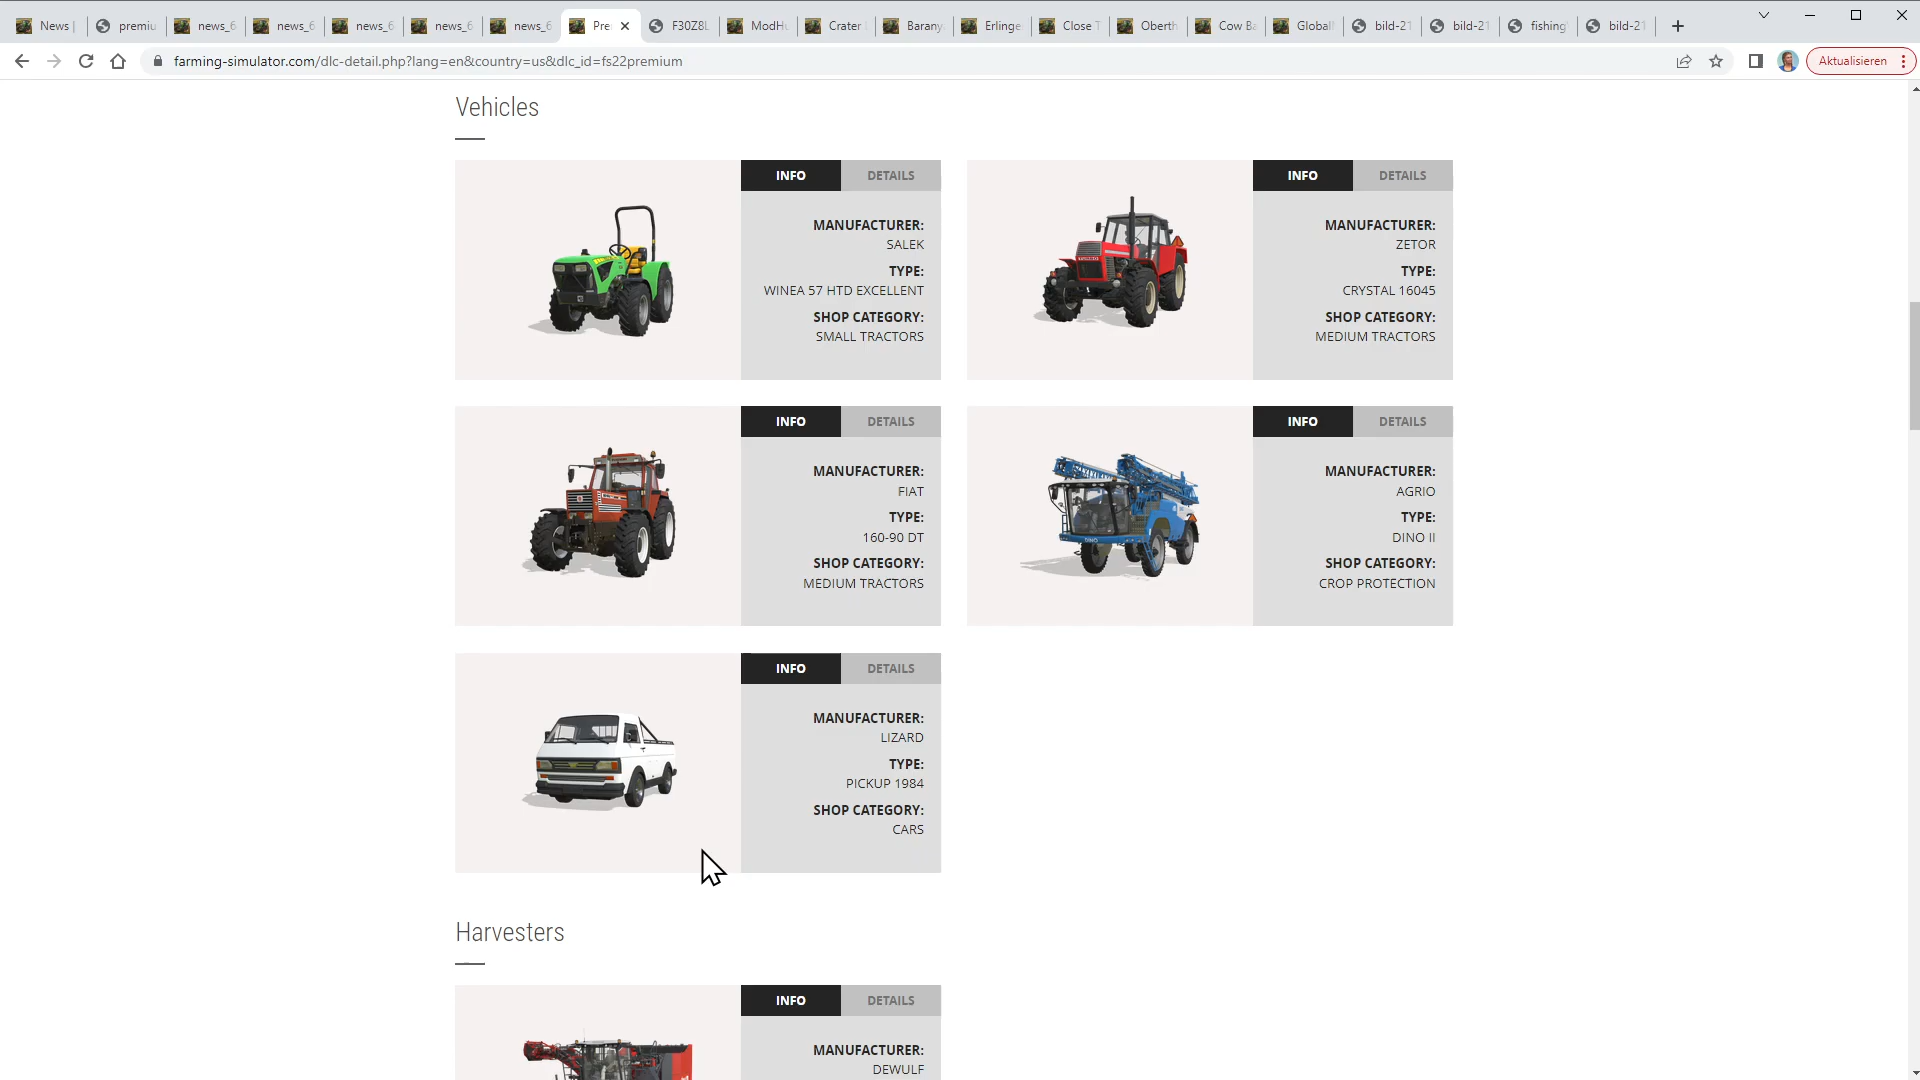 News |
premiu
news_6
news_6
news_6
news_6
news_6
Pre
F30Z8L
ModHu
Crater
Barany
Erlinge
Close T
Oberth
Cow Ba
Global
bild-21
bild-21
fishing
bild-21
farming-simulator.com/dlc-detail.php?lang=en&country=us&dlc_id=fs22premium
Aktualisieren
Vehicles
INFO DETAILS
MANUFACTURER:
SALEK
TYPE:
WINEA 57 HTD EXCELLENT
SHOP CATEGORY:
SMALL TRACTORS
INFO DETAILS
MANUFACTURER:
ZETOR
TYPE:
CRYSTAL 16045
SHOP CATEGORY:
MEDIUM TRACTORS
INFO DETAILS
MANUFACTURER:
FIAT
TYPE:
160-90 DT
SHOP CATEGORY:
MEDIUM TRACTORS
DINO
INFO DETAILS
MANUFACTURER:
AGRIO
TYPE:
DINO II
SHOP CATEGORY:
CROP PROTECTION
INFO DETAILS
MANUFACTURER:
LIZARD
TYPE:
PICKUP 1984
SHOP CATEGORY:
CARS
Harvesters
INFO DETAILS
MANUFACTURER:
DEWULF